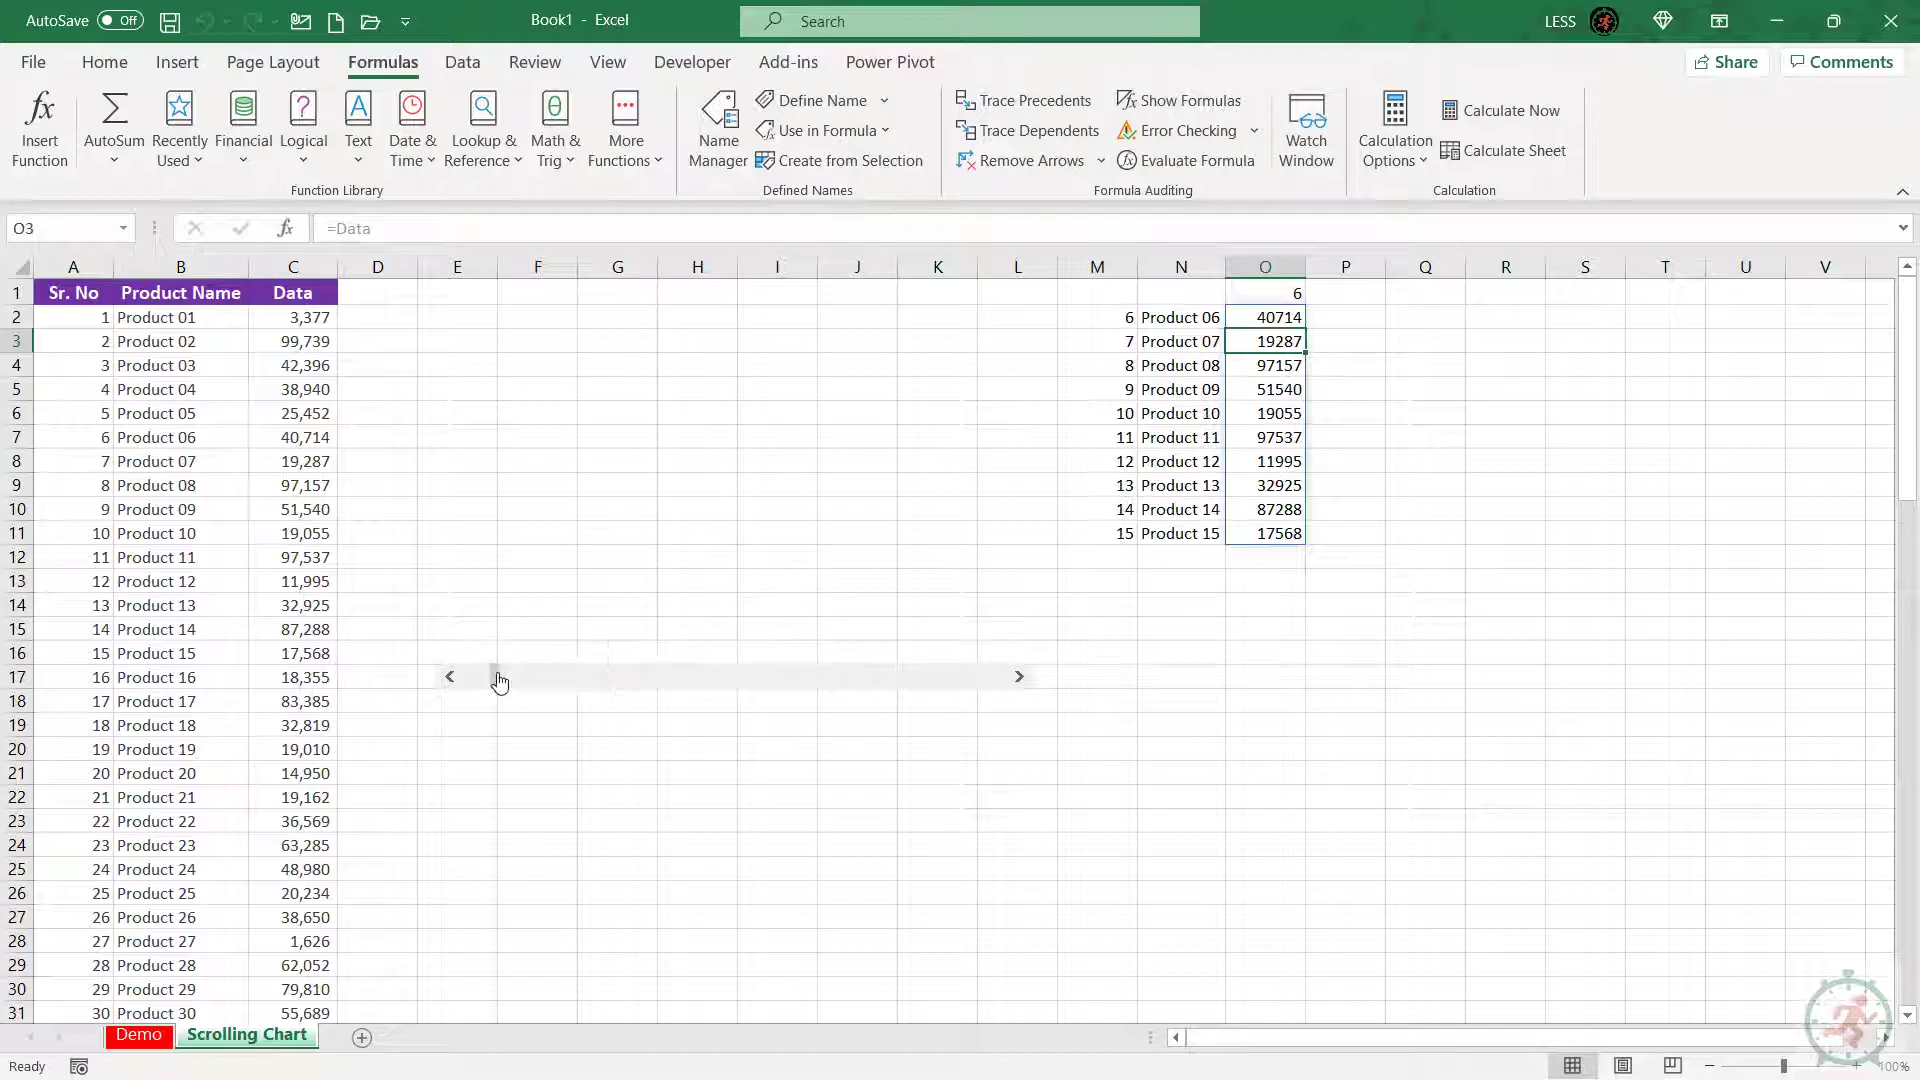 AutoSave Off Book1 - Excel Search LESS
File Home Insert Page Layout Formulas Data Review View Developer Add-ins Power Pivot Share Comments
Insert Function AutoSum Recently Used Financial Logical Text Date & Time Lookup & Reference Math & Trig More Functions
Function Library
Name Manager
Define Name
Use in Formula
Create from Selection
Defined Names
Trace Precedents Show Formulas
Trace Dependents Error Checking
Remove Arrows Evaluate Formula
Formula Auditing
Watch Window
Calculation Options
Calculate Now
Calculate Sheet
Calculation
O3 fx =Data
A B C D E F G H I J K L M N O P Q R S T U V
1 Sr. No Product Name Data 6
2 1 Product 01 3,377 6 Product 06 40714
3 2 Product 02 99,739 7 Product 07 19287
4 3 Product 03 42,396 8 Product 08 97157
5 4 Product 04 38,940 9 Product 09 51540
6 5 Product 05 25,452 10 Product 10 19055
7 6 Product 06 40,714 11 Product 11 97537
8 7 Product 07 19,287 12 Product 12 11995
9 8 Product 08 97,157 13 Product 13 32925
10 9 Product 09 51,540 14 Product 14 87288
11 10 Product 10 19,055 15 Product 15 17568
12 11 Product 11 97,537
13 12 Product 12 11,995
14 13 Product 13 32,925
15 14 Product 14 87,288
16 15 Product 15 17,568
17 16 Product 16 18,355
18 17 Product 17 83,385
19 18 Product 18 32,819
20 19 Product 19 19,010
21 20 Product 20 14,950
22 21 Product 21 19,162
23 22 Product 22 36,569
24 23 Product 23 63,285
25 24 Product 24 48,980
26 25 Product 25 20,234
27 26 Product 26 38,650
28 27 Product 27 1,626
29 28 Product 28 62,052
30 29 Product 29 79,810
31 30 Product 30 55,689
Demo Scrolling Chart
Ready 100%